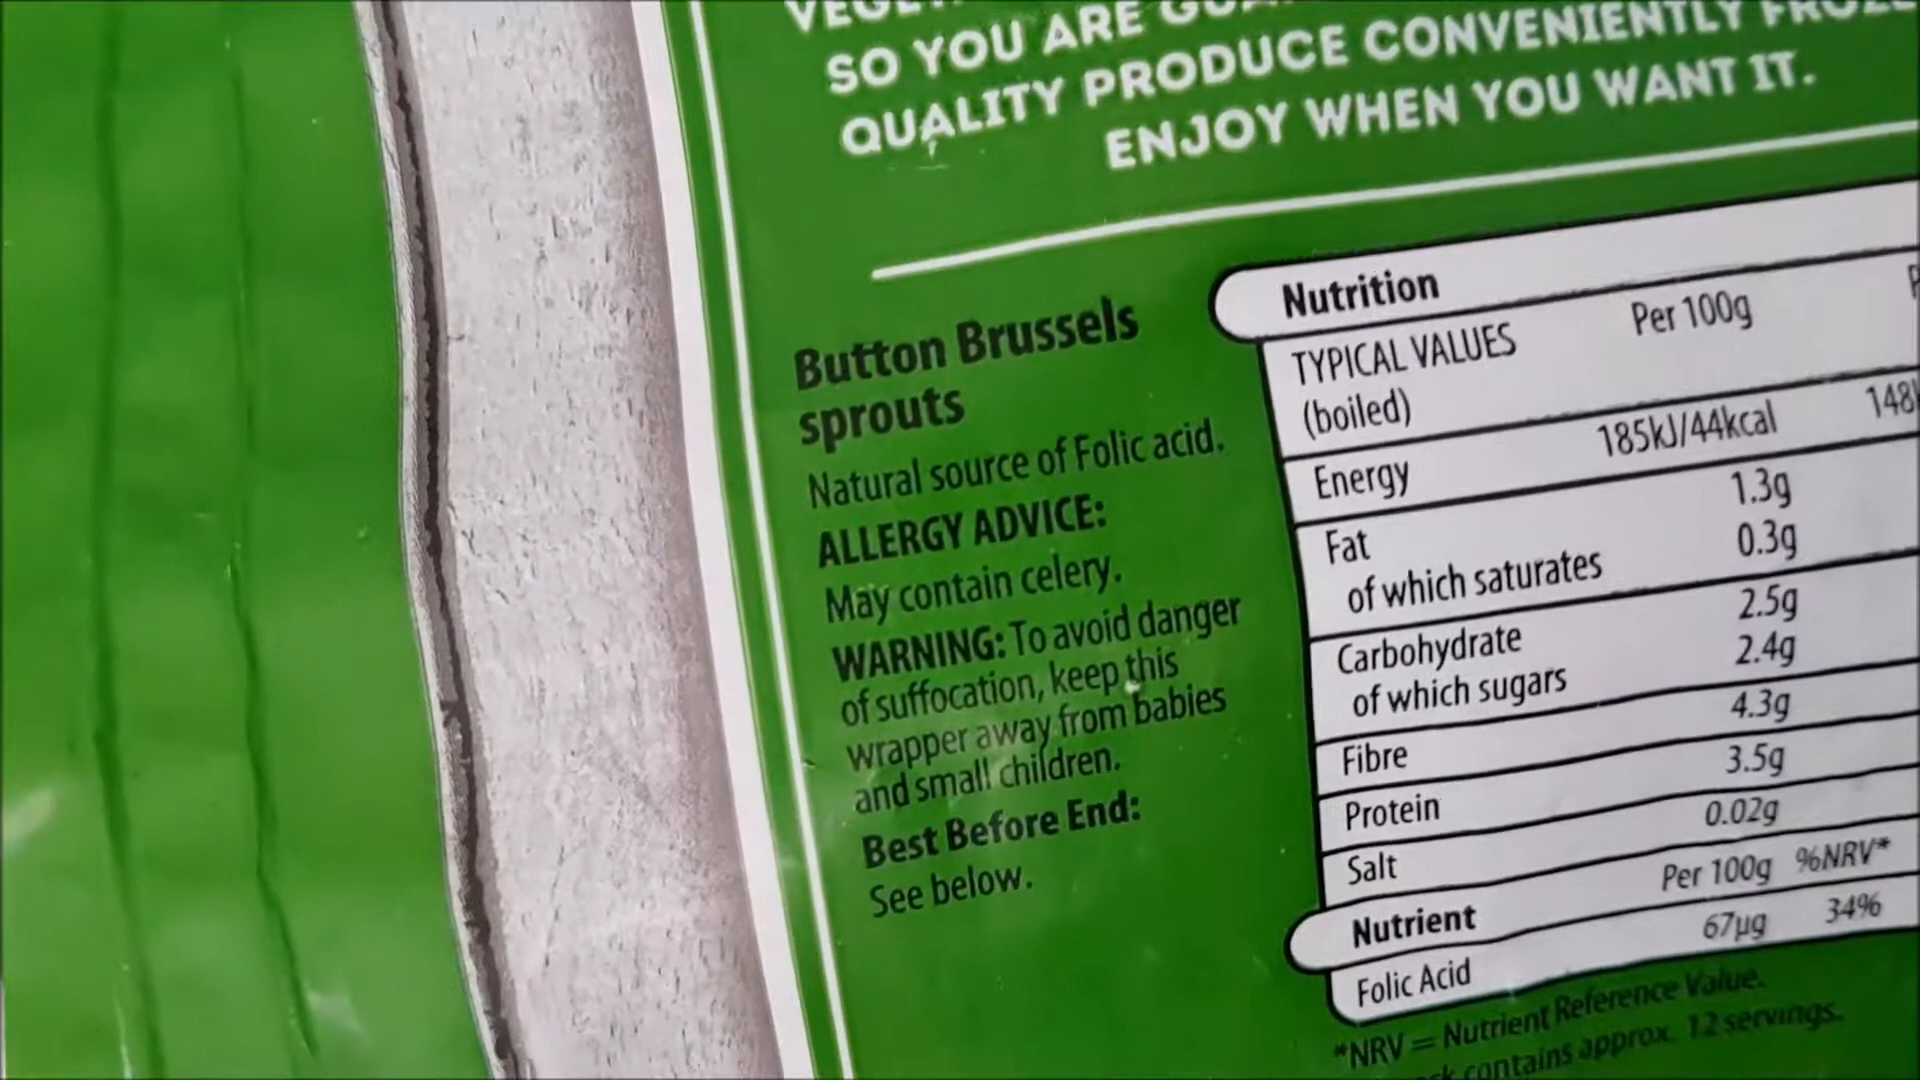 SO YOU ARE
QUALITY PRODUCE CONVENIENTLY
ENJOY WHEN YOU WANT IT.
Button Brussels
sprouts
Natural source of Folic acid.
ALLERGY ADVICE:
May contain celery.
WARNING: To avoid danger
of suffocation, keep this
wrapper away from babies
and small children.
Best Before End:
See below.
Nutrition
TYPICAL VALUES Per 100g
(boiled)
Energy 185kJ/44kcal
Fat 1.3g
of which saturates 0.3g
Carbohydrate 2.5g
of which sugars 2.4g
Fibre 4.3g
Protein 3.5g
Salt 0.02g
Nutrient Per 100g %NRV*
Folic Acid 67µg 34%
*NRV = Nutrient Reference Value.
contains approx. 12 servings.